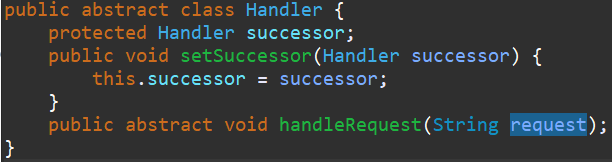 public abstract class Handler {
    protected Handler successor;
    public void setSuccessor(Handler successor) {
        this.successor = successor;
    }
    public abstract void handleRequest(String request);
}